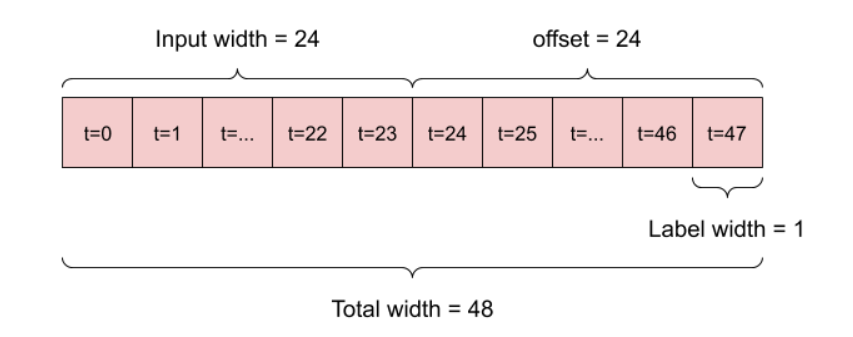 Input width = 24 offset = 24
t=0 t=1 t=... t=22 t=23 t=24 t=25 t=... t=46 t=47
Label width = 1
Total width = 48